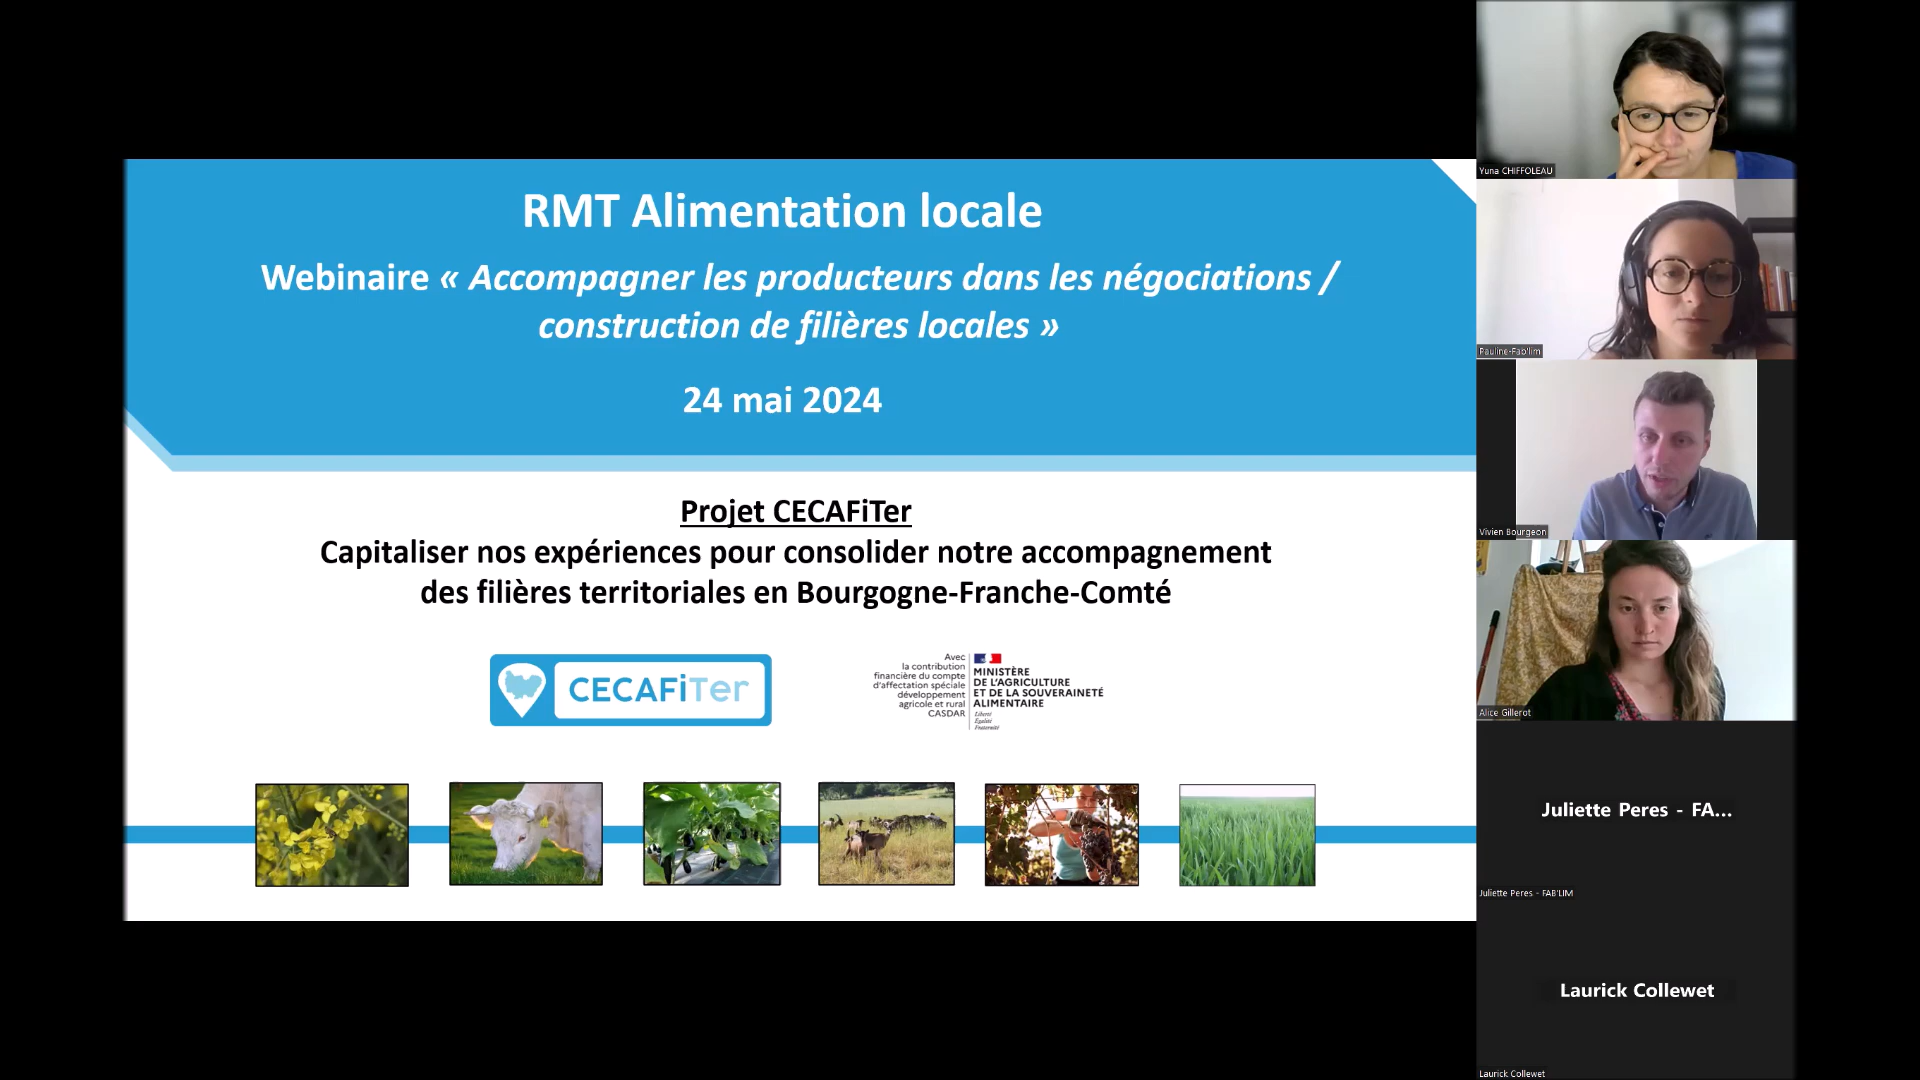 RMT Alimentation locale
Webinaire « Accompagner les producteurs dans les négociations /
construction de filières locales »
24 mai 2024
Projet CECAFiTer
Capitaliser nos expériences pour consolider notre accompagnement
des filières territoriales en Bourgogne-Franche-Comté
CECAFiTer
Avec
la contribution
financière du compte
d'affectation spéciale
développement
agricole et rural
CASDAR
MINISTÈRE
DE L'AGRICULTURE
ET DE LA SOUVERAINETÉ
ALIMENTAIRE
Liberté
Égalité
Fraternité
Yuna CHIFFOLEAU
Pauline-Fab'lim
Vivien Bourgeon
Alice Gillerot
Juliette Peres - FA...
Juliette Peres - FAB'LIM
Laurick Collewet
Laurick Collewet